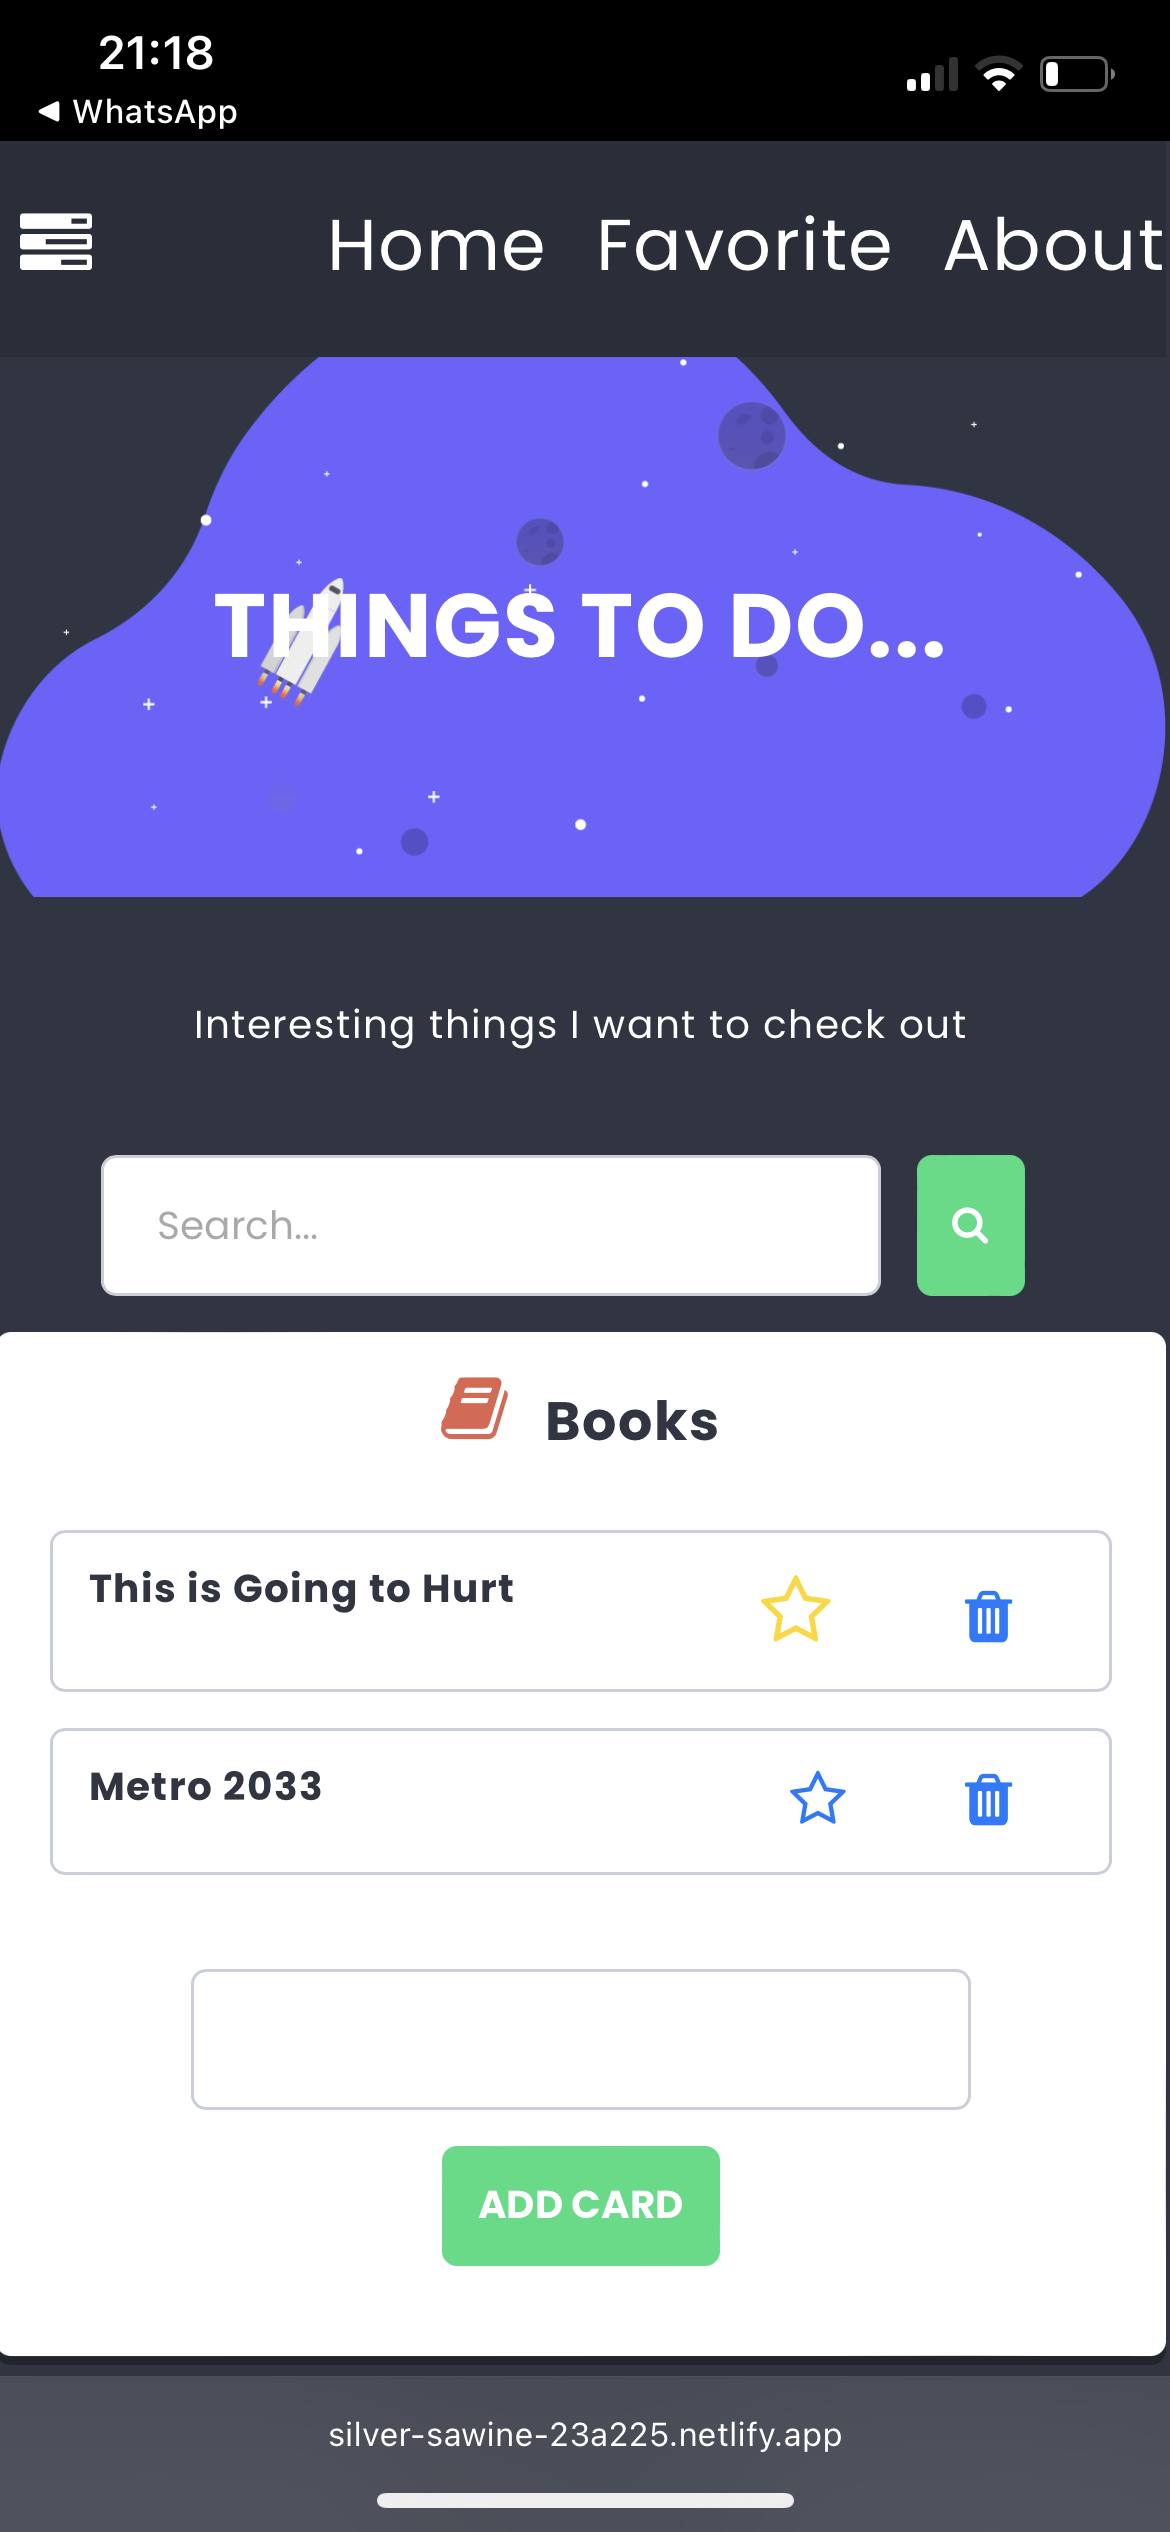 21:18
WhatsApp
Home Favorite About
THINGS TO DO...
Interesting things I want to check out
Search...
Books
This is Going to Hurt
Metro 2033
ADD CARD
silver-sawine-23a225.netlify.app